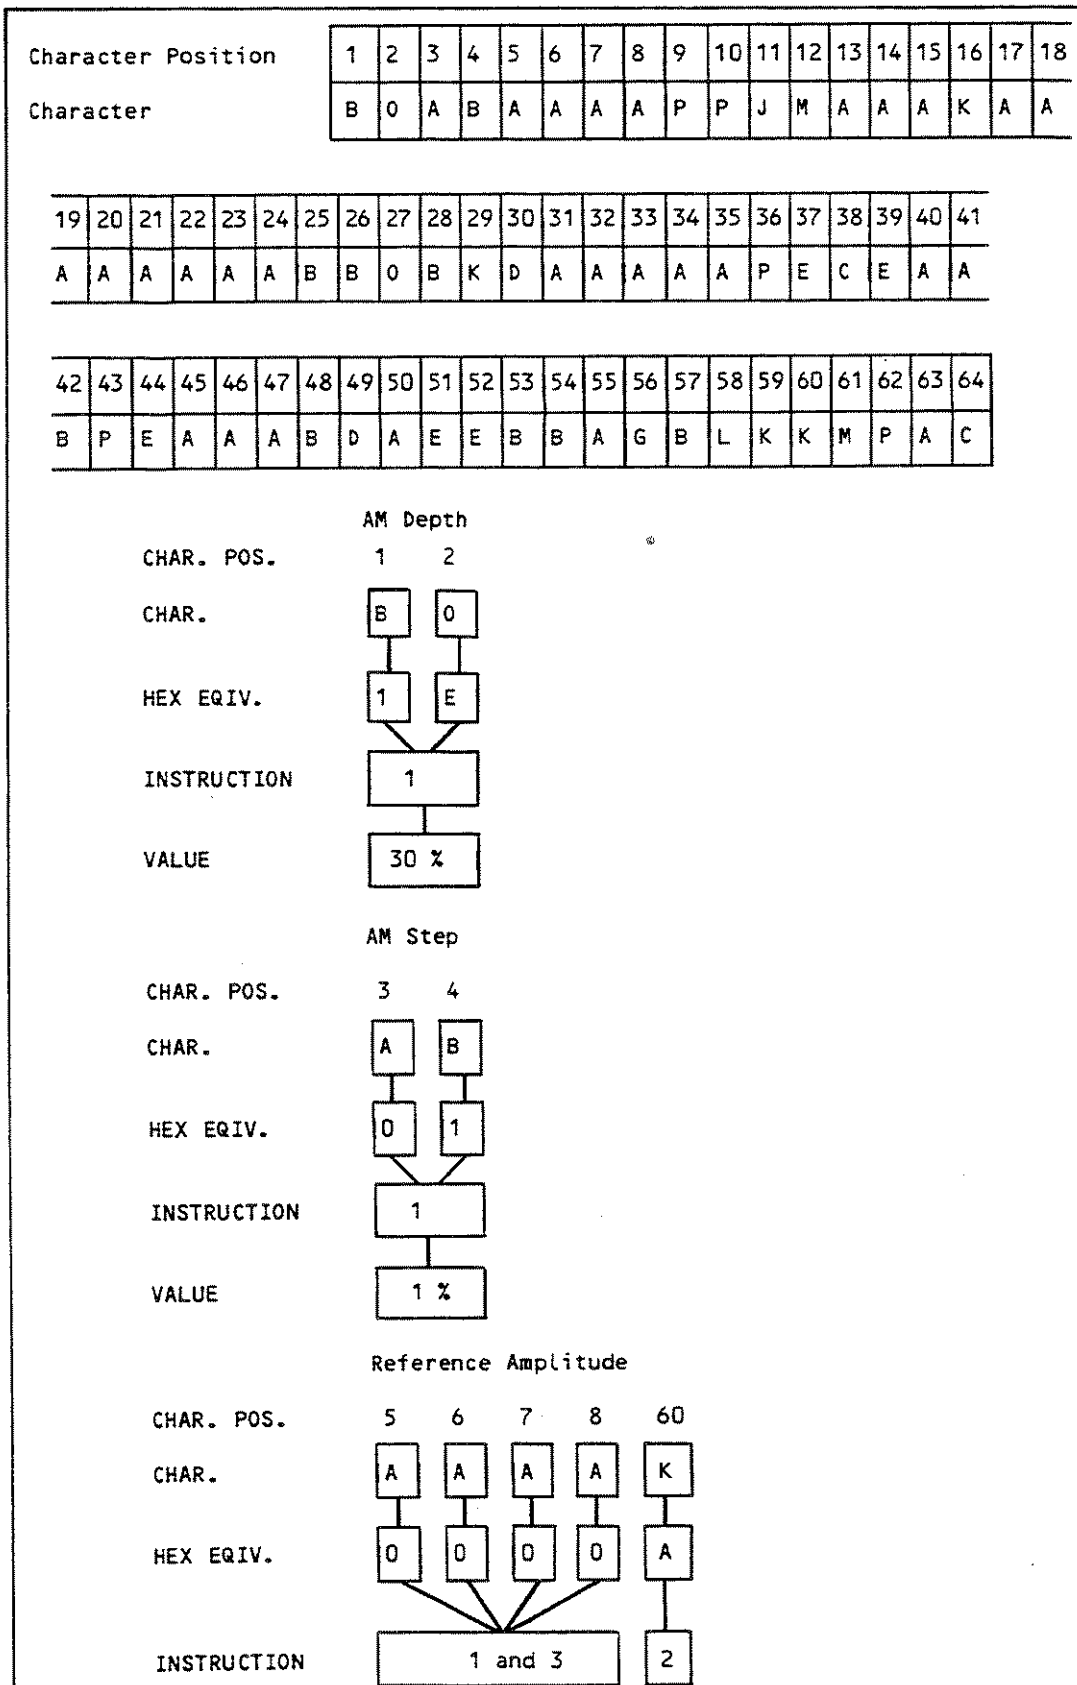 Character Position 1 2 3 4 5 6 7 8 9 10 11 12 13 14 15 16 17 18
Character B O A B A A A A P P J M A A A K A A
19 20 21 22 23 24 25 26 27 28 29 30 31 32 33 34 35 36 37 38 39 40 41
A A A A A A B B O B K D A A A A A P E C E A A
42 43 44 45 46 47 48 49 50 51 52 53 54 55 56 57 58 59 60 61 62 63 64
B P E A A A B D A E E B B A G B L K K M P A C
AM Depth
CHAR. POS. 1 2
CHAR. B O
HEX EQIV. 1 E
INSTRUCTION 1
VALUE 30 %
AM Step
CHAR. POS. 3 4
CHAR. A B
HEX EQIV. 0 1
INSTRUCTION 1
VALUE 1 %
Reference Amplitude
CHAR. POS. 5 6 7 8 60
CHAR. A A A A K
HEX EQIV. 0 0 0 0 A
INSTRUCTION 1 and 3 2